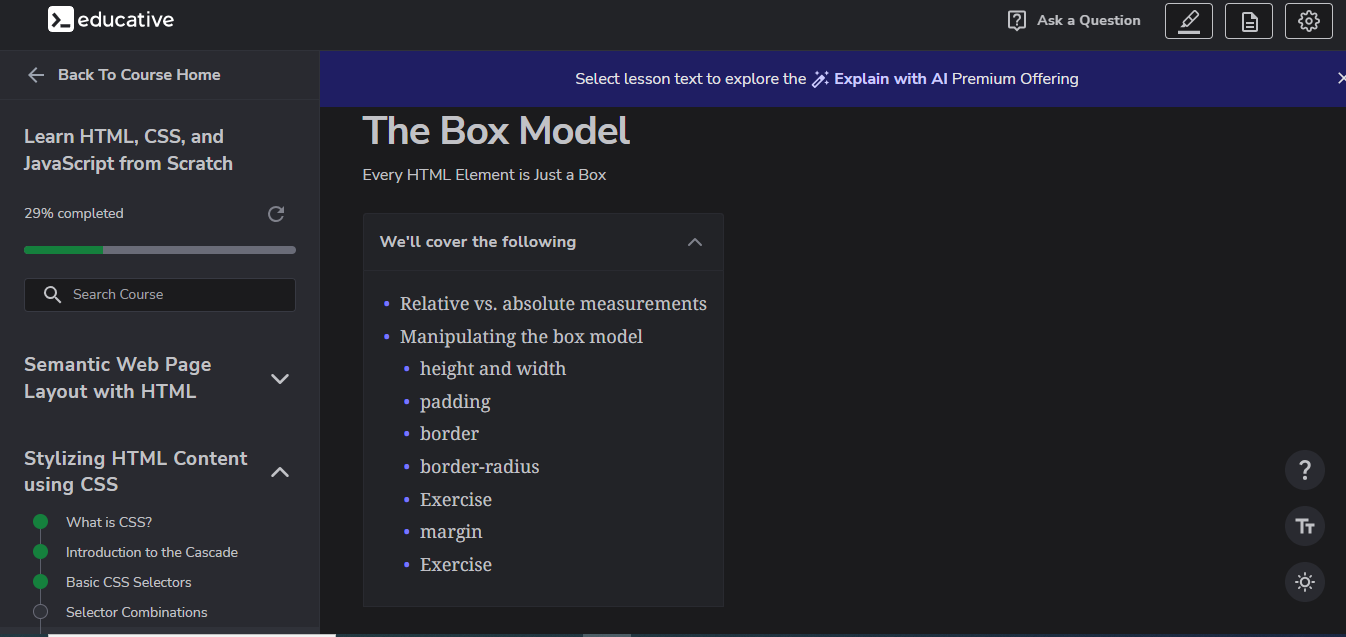 educative
Ask a Question
Back To Course Home
Select lesson text to explore the Explain with AI Premium Offering
Learn HTML, CSS, and
JavaScript from Scratch
29% completed
Search Course
Semantic Web Page
Layout with HTML
Stylizing HTML Content
using CSS
What is CSS?
Introduction to the Cascade
Basic CSS Selectors
Selector Combinations
The Box Model
Every HTML Element is Just a Box
We'll cover the following
Relative vs. absolute measurements
Manipulating the box model
height and width
padding
border
border-radius
Exercise
margin
Exercise
?
TT